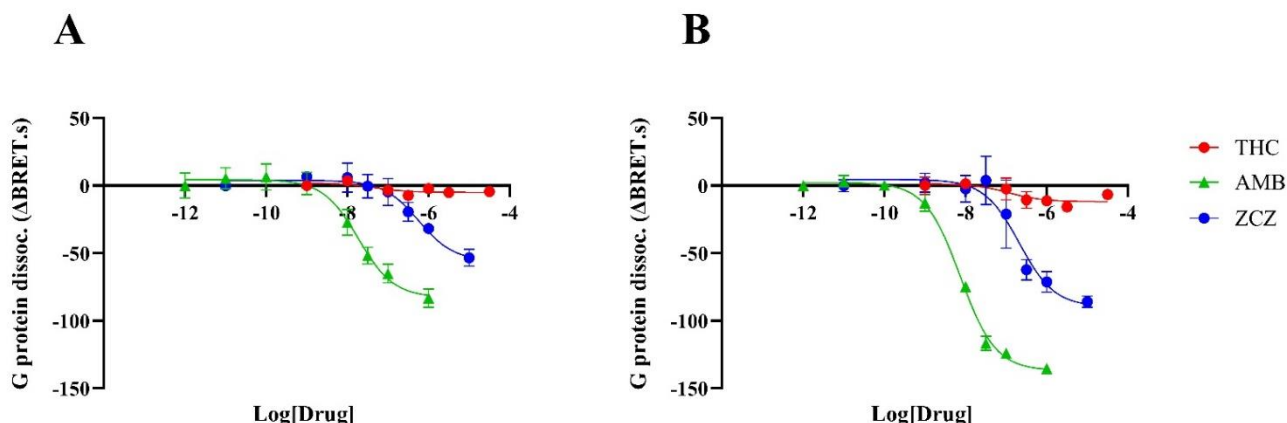 A
B
G protein dissoc. (ΔBRET.s)
50
0
-50
-100
-150
-12
-10
-8
-6
-4
Log[Drug]
G protein dissoc. (ΔBRET.s)
50
0
-50
-100
-150
-12
-10
-8
-6
-4
Log[Drug]
THC
AMB
ZCZ